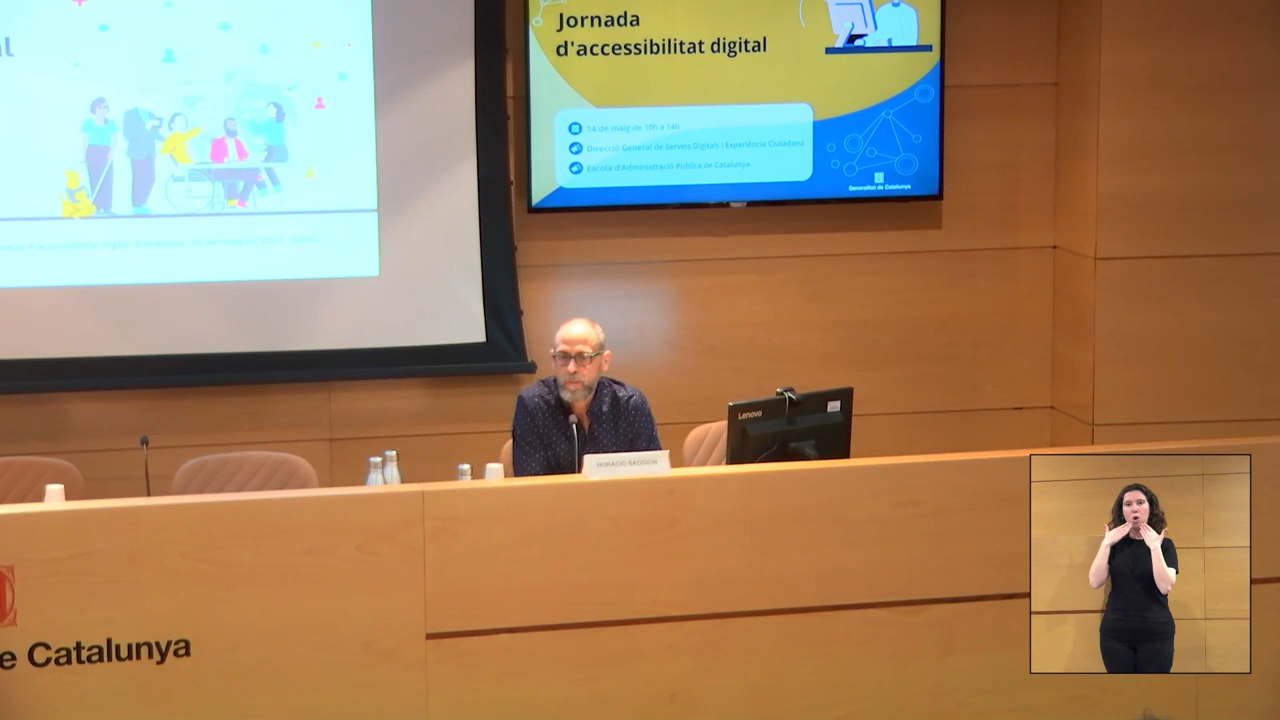 Jornada
d'accessibilitat digital
14 de maig de 10h a 14h
Direcció General de Serveis Digitals i Experiència Ciutadana
Escola d'Administració Pública de Catalunya
Generalitat de Catalunya
Lenovo
HORACIO
e Catalunya